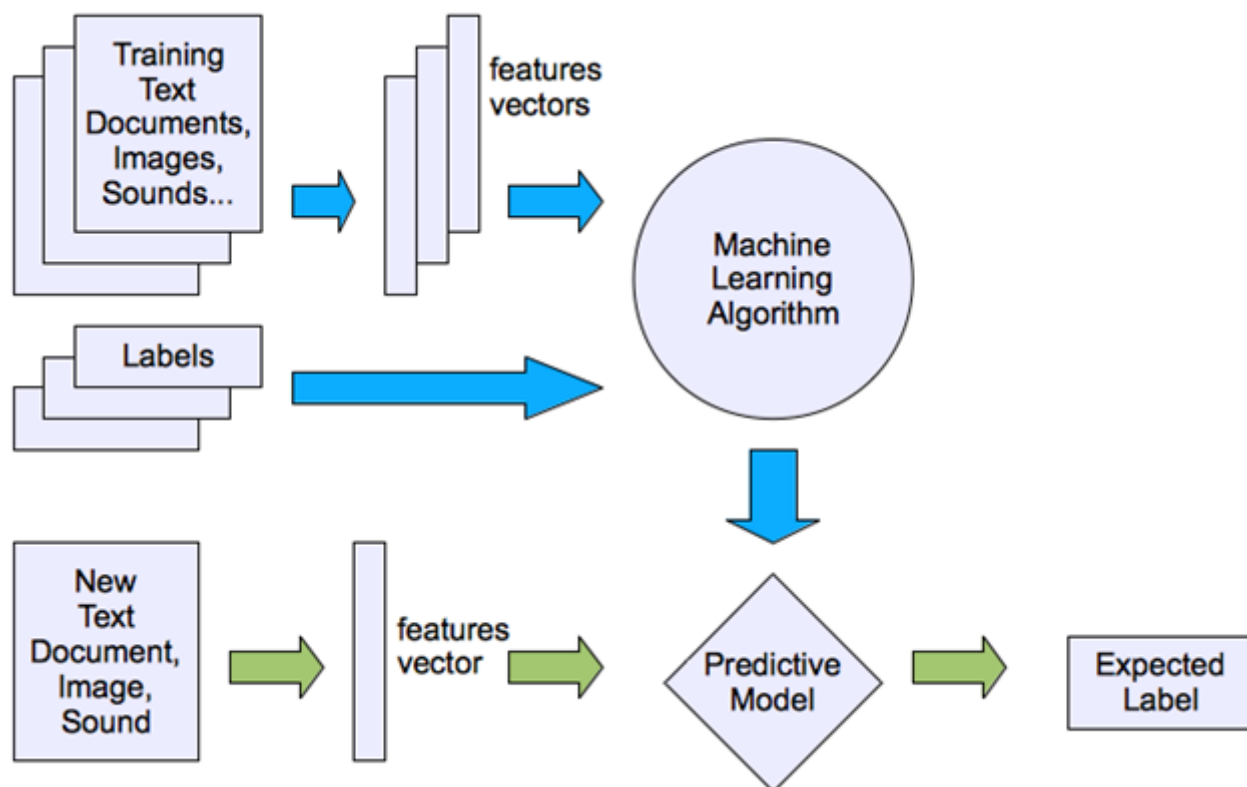 Training
Text
Documents,
Images,
Sounds...
features
vectors
Machine
Learning
Algorithm
Labels
New
Text
Document,
Image,
Sound
features
vector
Predictive
Model
Expected
Label